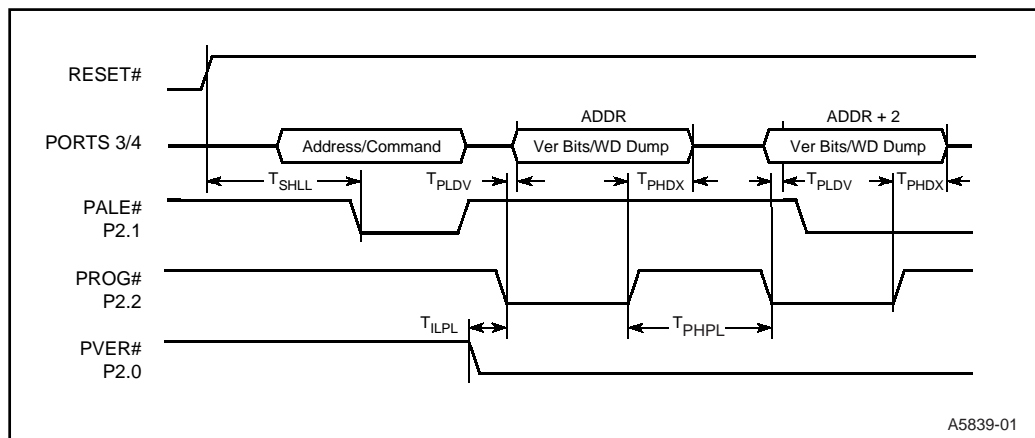 RESET#
ADDR
ADDR + 2
PORTS 3/4
Address/Command
Ver Bits/WD Dump
Ver Bits/WD Dump
TSHLL
TPLDV
TPHDX
TPLDV
TPHDX
PALE#
P2.1
PROG#
P2.2
TILPL
TPHPL
PVER#
P2.0
A5839-01